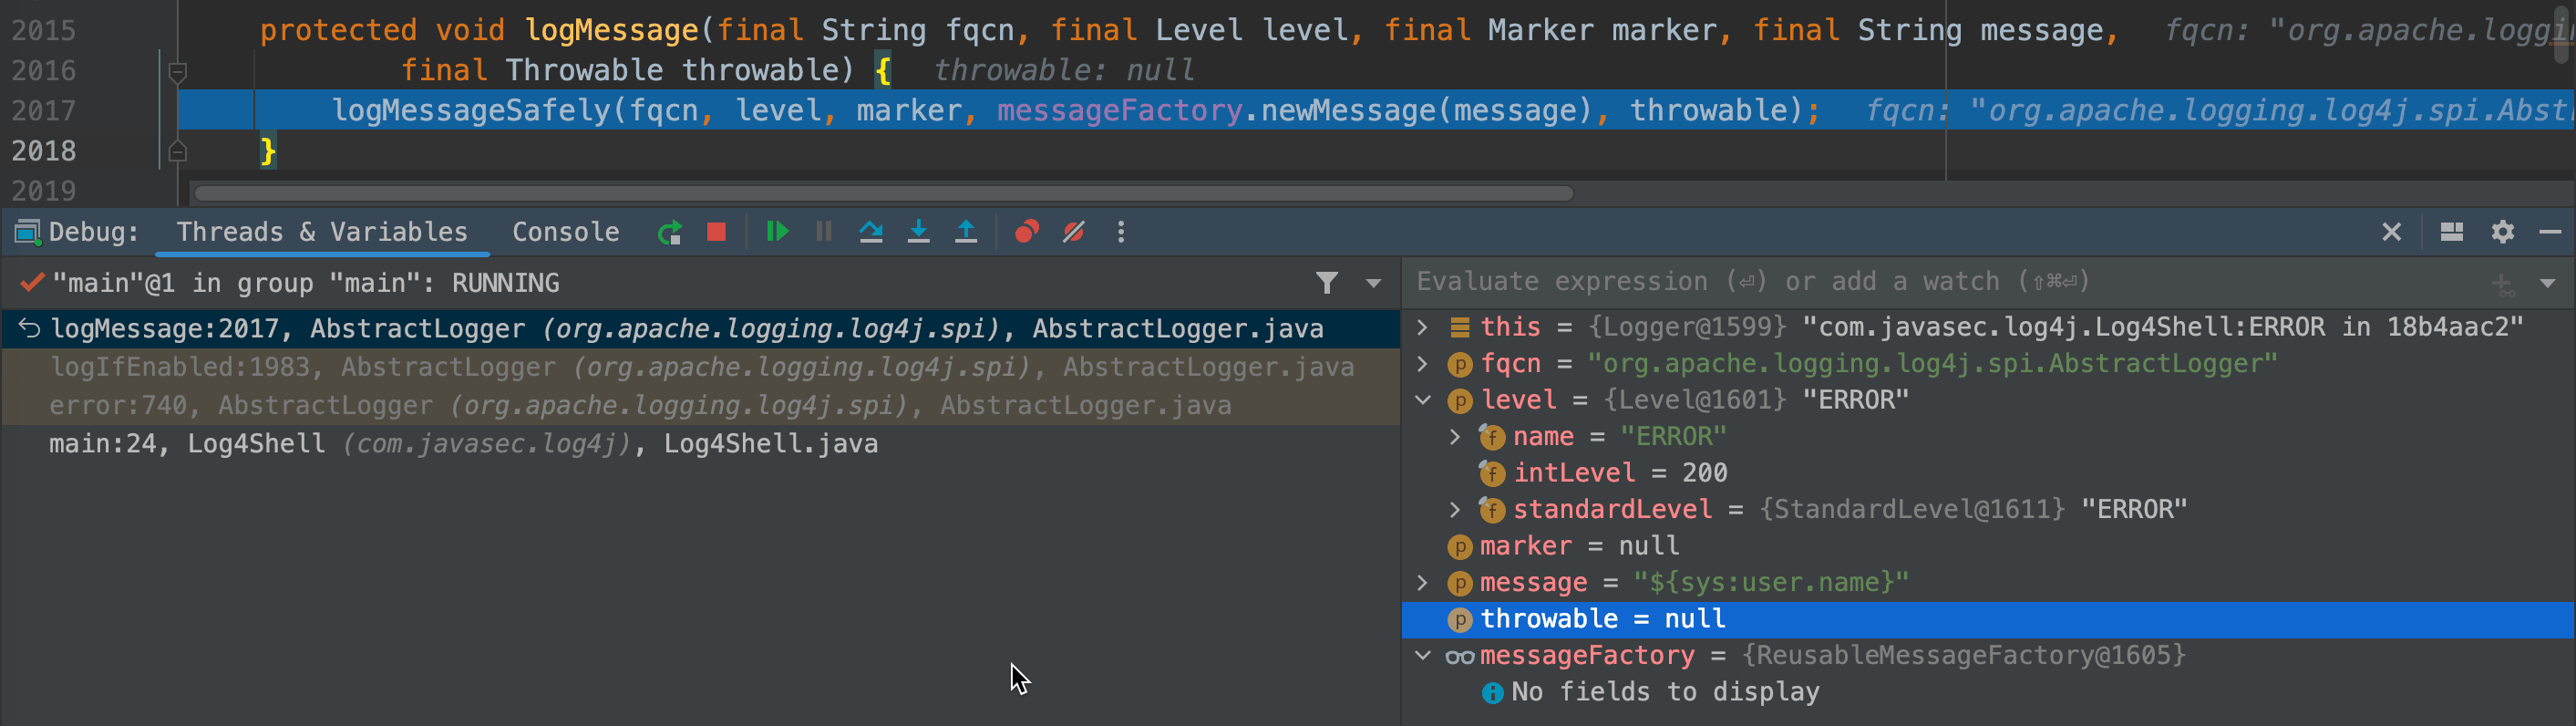 2015 protected void logMessage(final String fqcn, final Level level, final Marker marker, final String message, fqcn: "org.apache.loggin
2016 final Throwable throwable) { throwable: null
2017 logMessageSafely(fqcn, level, marker, messageFactory.newMessage(message), throwable); fqcn: "org.apache.logging.log4j.spi.Abst
2018 }
2019
Debug: Threads & Variables Console
"main"@1 in group "main": RUNNING
logMessage:2017, AbstractLogger (org.apache.logging.log4j.spi), AbstractLogger.java
logIfEnabled:1983, AbstractLogger (org.apache.logging.log4j.spi), AbstractLogger.java
error:740, AbstractLogger (org.apache.logging.log4j.spi), AbstractLogger.java
main:24, Log4Shell (com.javasec.log4j), Log4Shell.java
Evaluate expression (⏎) or add a watch (⇧⌘⏎)
this = {Logger@1599} "com.javasec.log4j.Log4Shell:ERROR in 18b4aac2"
p fqcn = "org.apache.logging.log4j.spi.AbstractLogger"
p level = {Level@1601} "ERROR"
f name = "ERROR"
f intLevel = 200
f standardLevel = {StandardLevel@1611} "ERROR"
p marker = null
p message = "${sys:user.name}"
p throwable = null
messageFactory = {ReusableMessageFactory@1605}
No fields to display